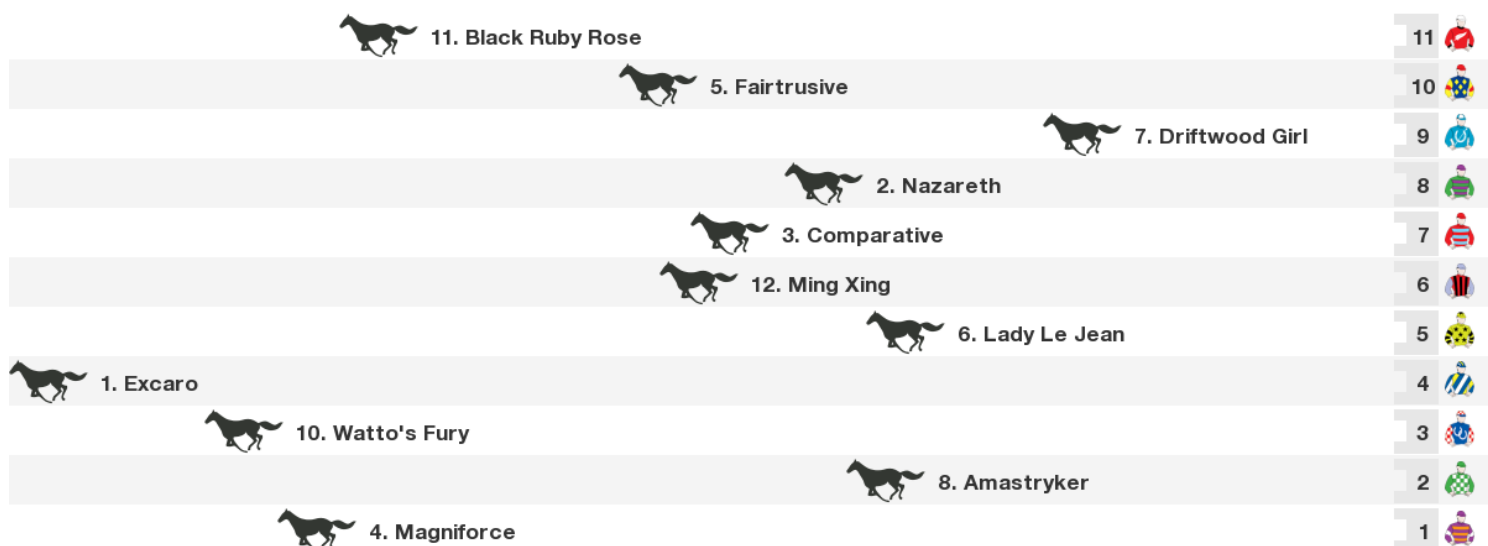 11. Black Ruby Rose 11
5. Fairtrusive 10
7. Driftwood Girl 9
2. Nazareth 8
3. Comparative 7
12. Ming Xing 6
6. Lady Le Jean 5
1. Excaro 4
10. Watto's Fury 3
8. Amastryker 2
4. Magniforce 1